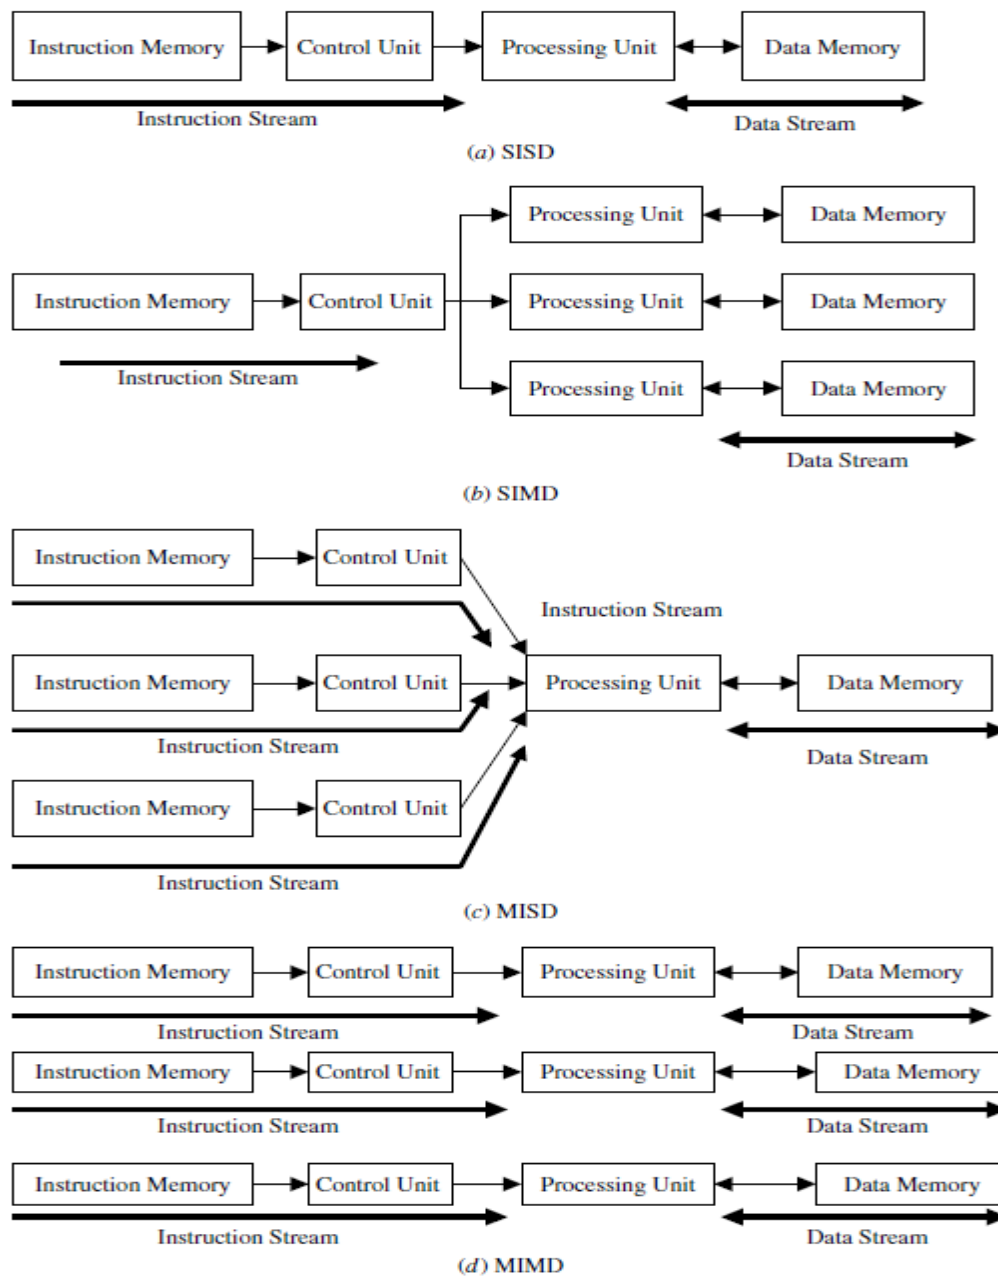 Instruction Memory Control Unit Processing Unit Data Memory
Instruction Stream Data Stream
(a) SISD
Processing Unit Data Memory
Instruction Memory Control Unit Processing Unit Data Memory
Instruction Stream
Processing Unit Data Memory
Data Stream
(b) SIMD
Instruction Memory Control Unit
Instruction Stream
Instruction Memory Control Unit Processing Unit Data Memory
Instruction Stream Data Stream
Instruction Memory Control Unit
Instruction Stream
(c) MISD
Instruction Memory Control Unit Processing Unit Data Memory
Instruction Stream Data Stream
Instruction Memory Control Unit Processing Unit Data Memory
Instruction Stream Data Stream
Instruction Memory Control Unit Processing Unit Data Memory
Instruction Stream Data Stream
(d) MIMD